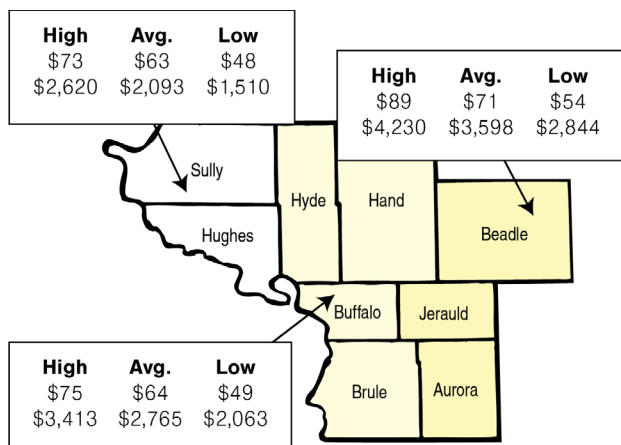 High Avg. Low
$73 $63 $48
$2,620 $2,093 $1,510
High Avg. Low
$89 $71 $54
$4,230 $3,598 $2,844
Sully
Hyde
Hand
Hughes
Beadle
Buffalo
Jerauld
High Avg. Low
$75 $64 $49
$3,413 $2,765 $2,063
Brule
Aurora